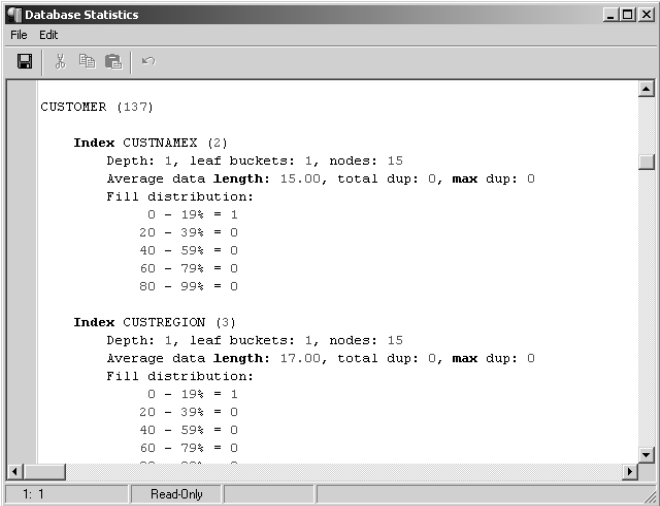 Database Statistics
File Edit
CUSTOMER (137)
Index CUSTNAMEX (2)
Depth: 1, leaf buckets: 1, nodes: 15
Average data length: 15.00, total dup: 0, max dup: 0
Fill distribution:
0 - 19% = 1
20 - 39% = 0
40 - 59% = 0
60 - 79% = 0
80 - 99% = 0
Index CUSTREGION (3)
Depth: 1, leaf buckets: 1, nodes: 15
Average data length: 17.00, total dup: 0, max dup: 0
Fill distribution:
0 - 19% = 1
20 - 39% = 0
40 - 59% = 0
60 - 79% = 0
1: 1 Read-Only